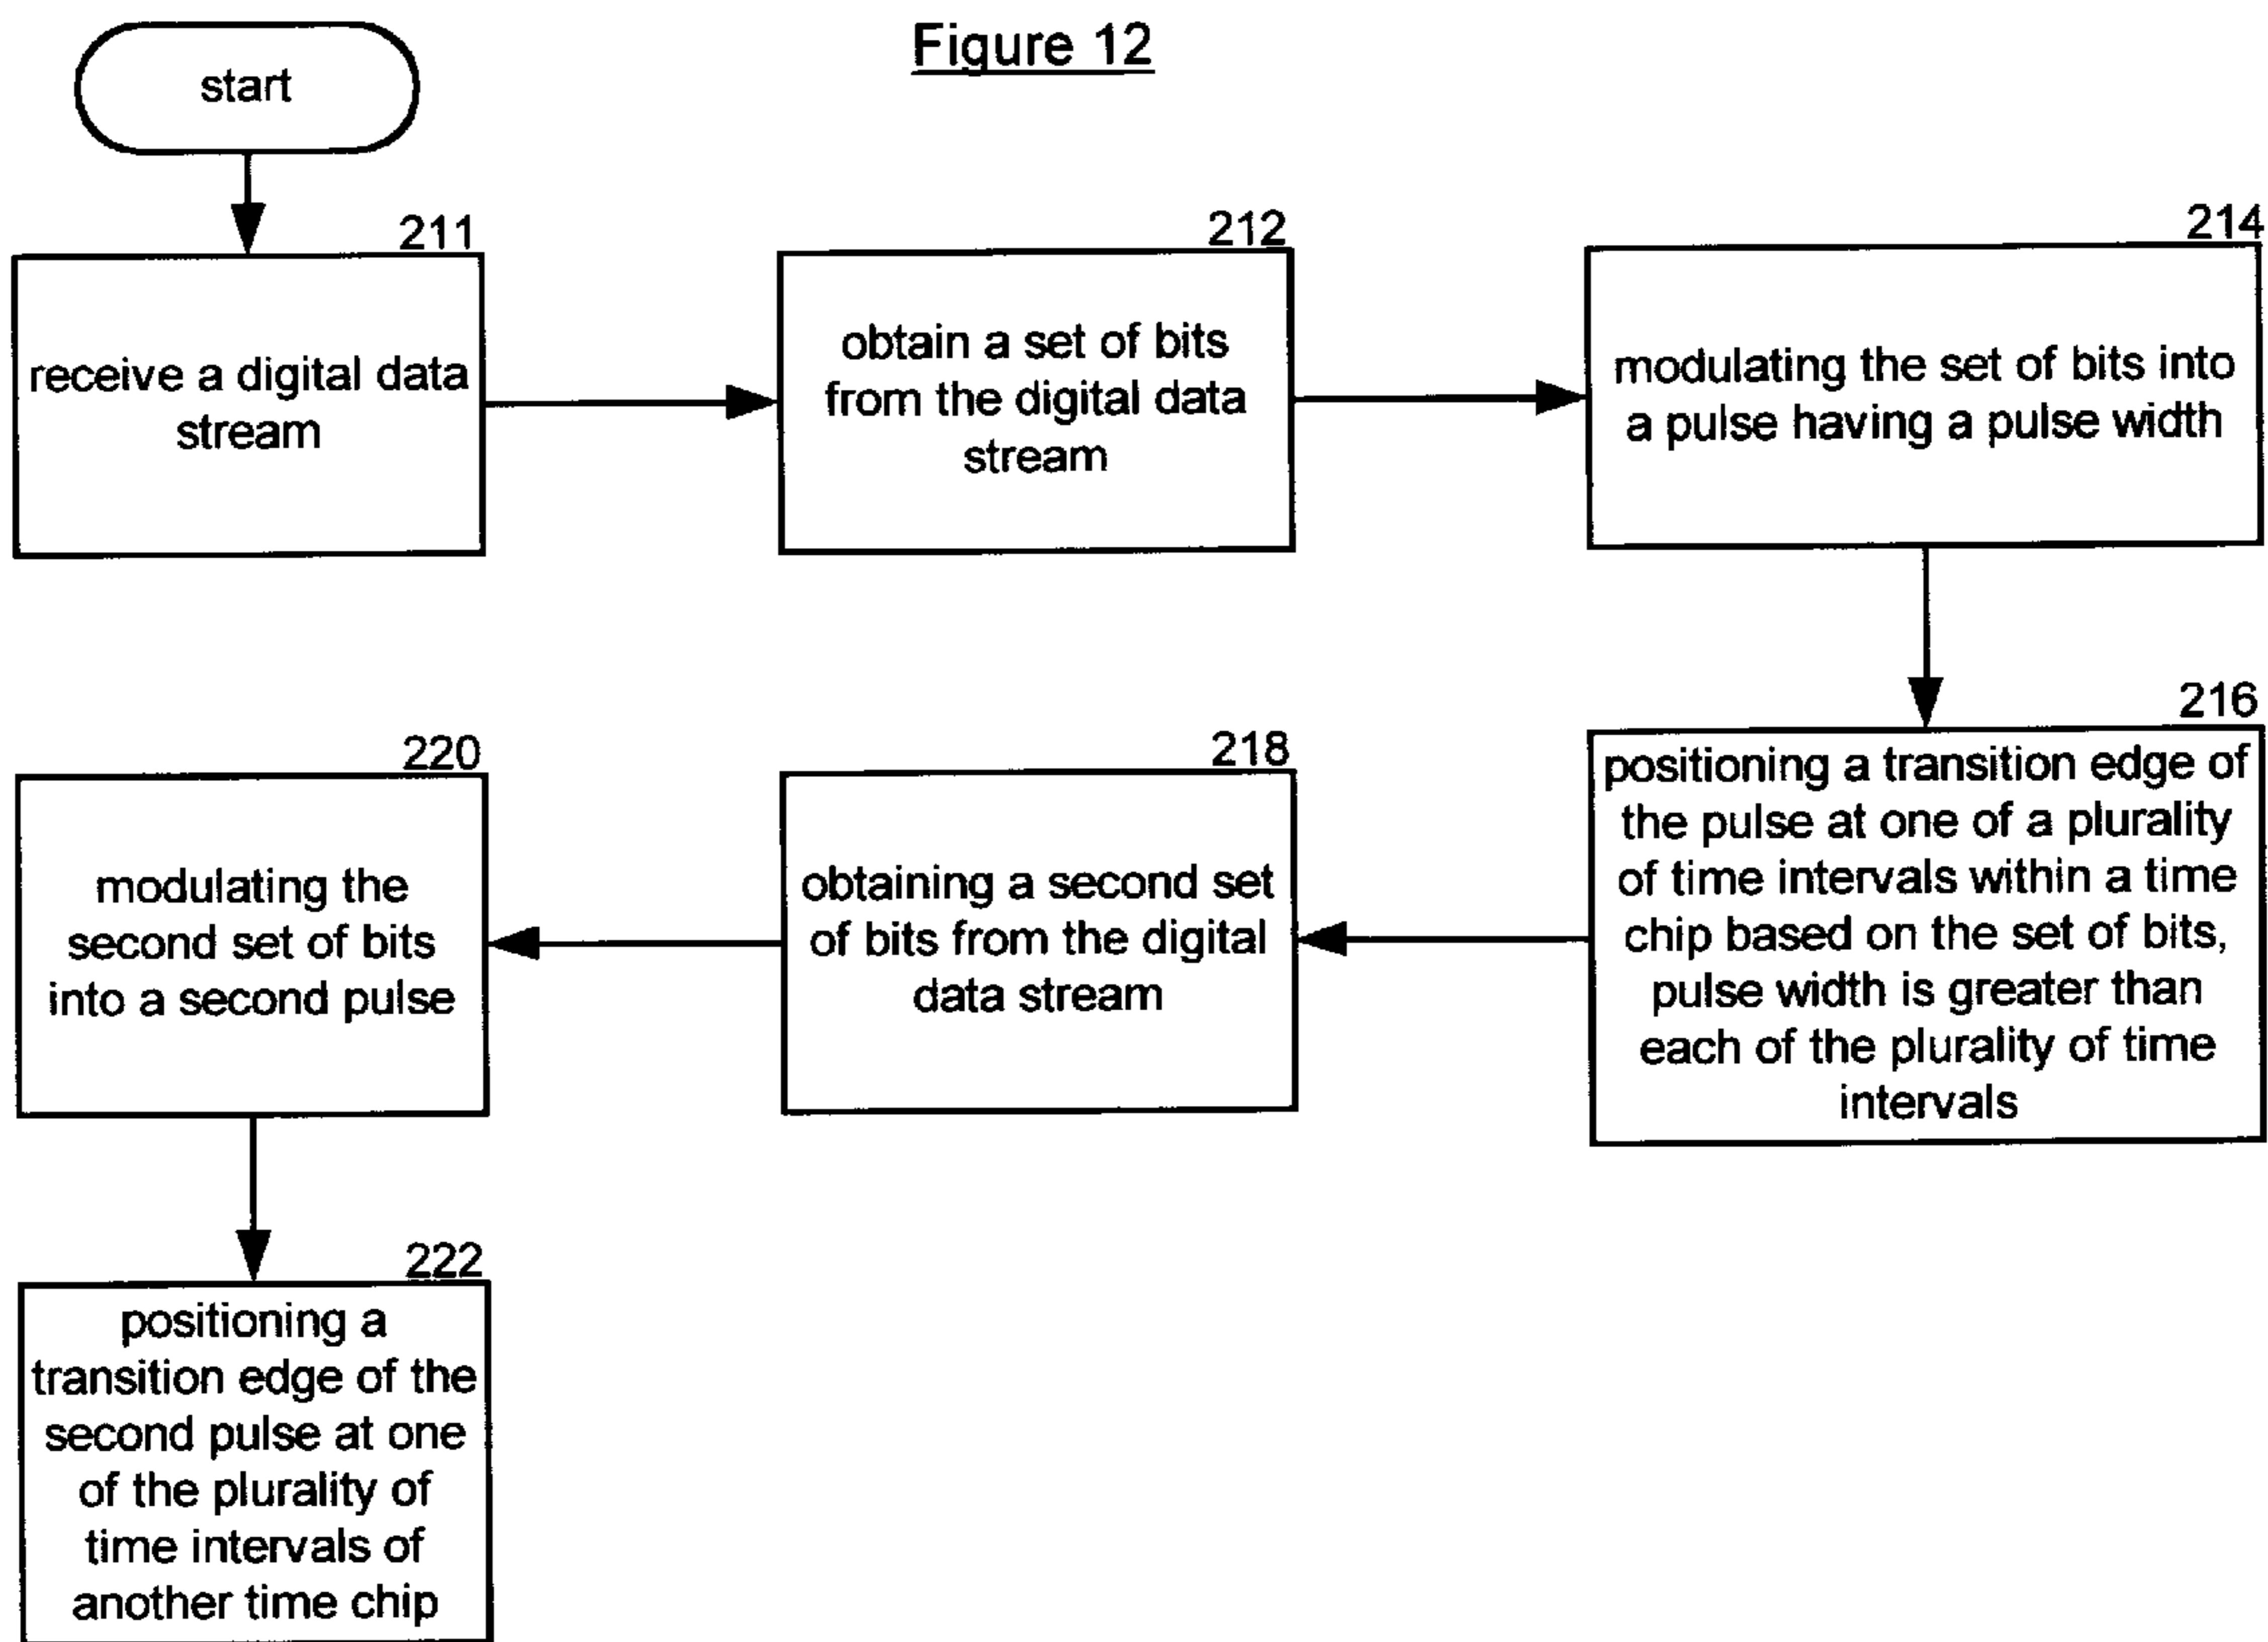 Figure 12
start
211
receive a digital data
stream
212
obtain a set of bits
from the digital data
stream
214
modulating the set of bits into
a pulse having a pulse width
216
positioning a transition edge of
the pulse at one of a plurality
of time intervals within a time
chip based on the set of bits,
pulse width is greater than
each of the plurality of time
intervals
218
obtaining a second set
of bits from the digital
data stream
220
modulating the
second set of bits
into a second pulse
222
positioning a
transition edge of the
second pulse at one
of the plurality of
time intervals of
another time chip